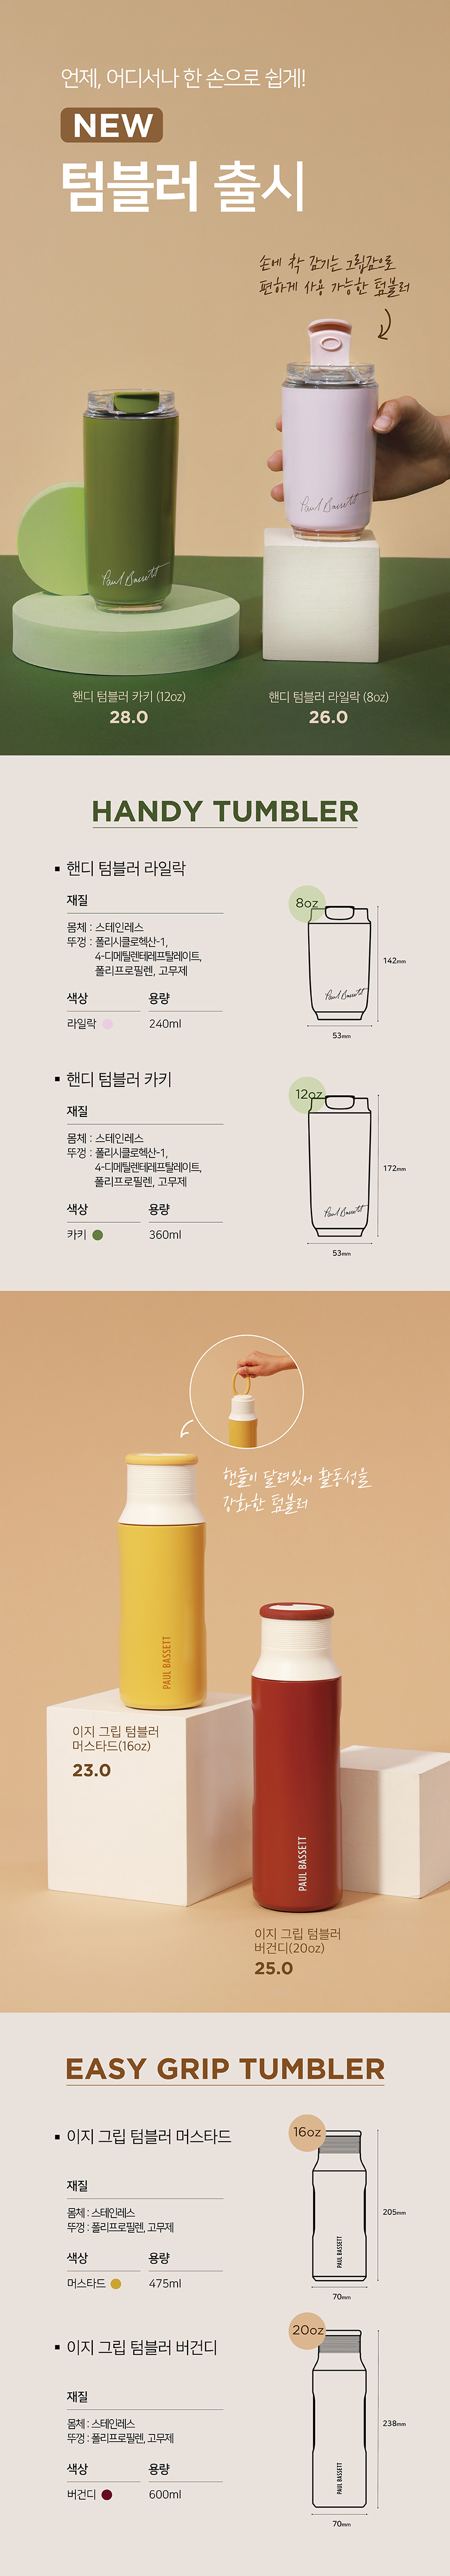 언제, 어디서나 한 손으로 쉽게!
NEW
텀블러 출시
손에 착 감기는 그립감으로
편하게 사용 가능한 텀블러
Paul Bassett
Paul Bassett
핸디 텀블러 카키 (12oz)
28.0
핸디 텀블러 라일락 (8oz)
26.0
HANDY TUMBLER
▪ 핸디 텀블러 라일락
재질
몸체 : 스테인레스
뚜껑 : 폴리시클로헥산-1,
4-디메틸렌테레프탈레이트,
폴리프로필렌, 고무제
색상 용량
라일락 240ml
8oz
Paul Bassett
142mm
53mm
▪ 핸디 텀블러 카키
재질
몸체 : 스테인레스
뚜껑 : 폴리시클로헥산-1,
4-디메틸렌테레프탈레이트,
폴리프로필렌, 고무제
색상 용량
카키 360ml
12oz
Paul Bassett
172mm
53mm
핸들이 달려있어 활동성을
강화한 텀블러
PAUL BASSETT
이지 그립 텀블러
머스타드(16oz)
23.0
PAUL BASSETT
이지 그립 텀블러
버건디(20oz)
25.0
EASY GRIP TUMBLER
▪ 이지 그립 텀블러 머스타드
재질
몸체 : 스테인레스
뚜껑 : 폴리프로필렌, 고무제
색상 용량
머스타드 475ml
16oz
PAUL BASSETT
205mm
70mm
▪ 이지 그립 텀블러 버건디
재질
몸체 : 스테인레스
뚜껑 : 폴리프로필렌, 고무제
색상 용량
버건디 600ml
20oz
PAUL BASSETT
238mm
70mm